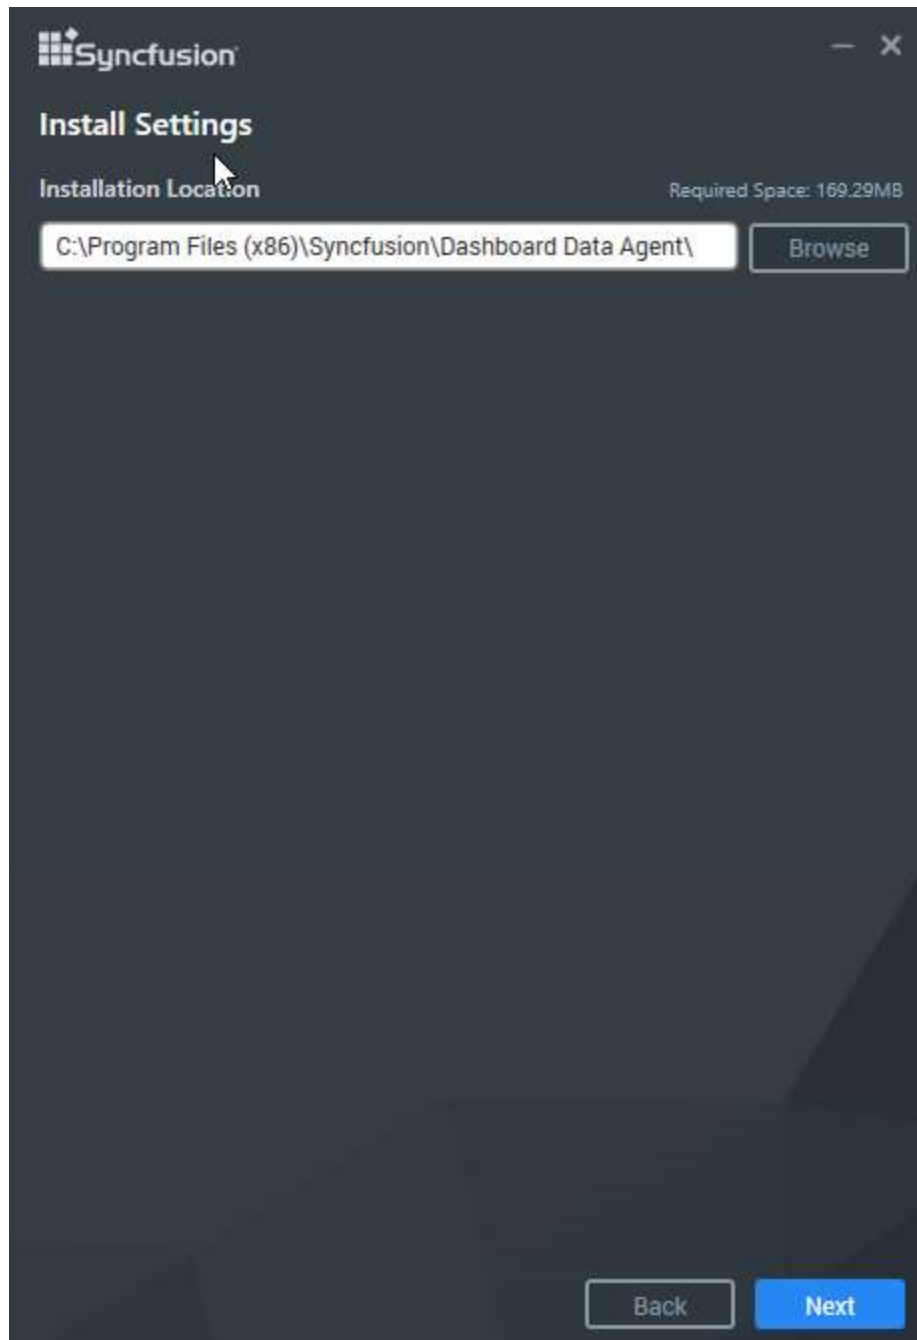 Syncfusion
Install Settings
Installation Location
Required Space: 169.29MB
C:\Program Files (x86)\Syncfusion\Dashboard Data Agent\
Browse
Back
Next